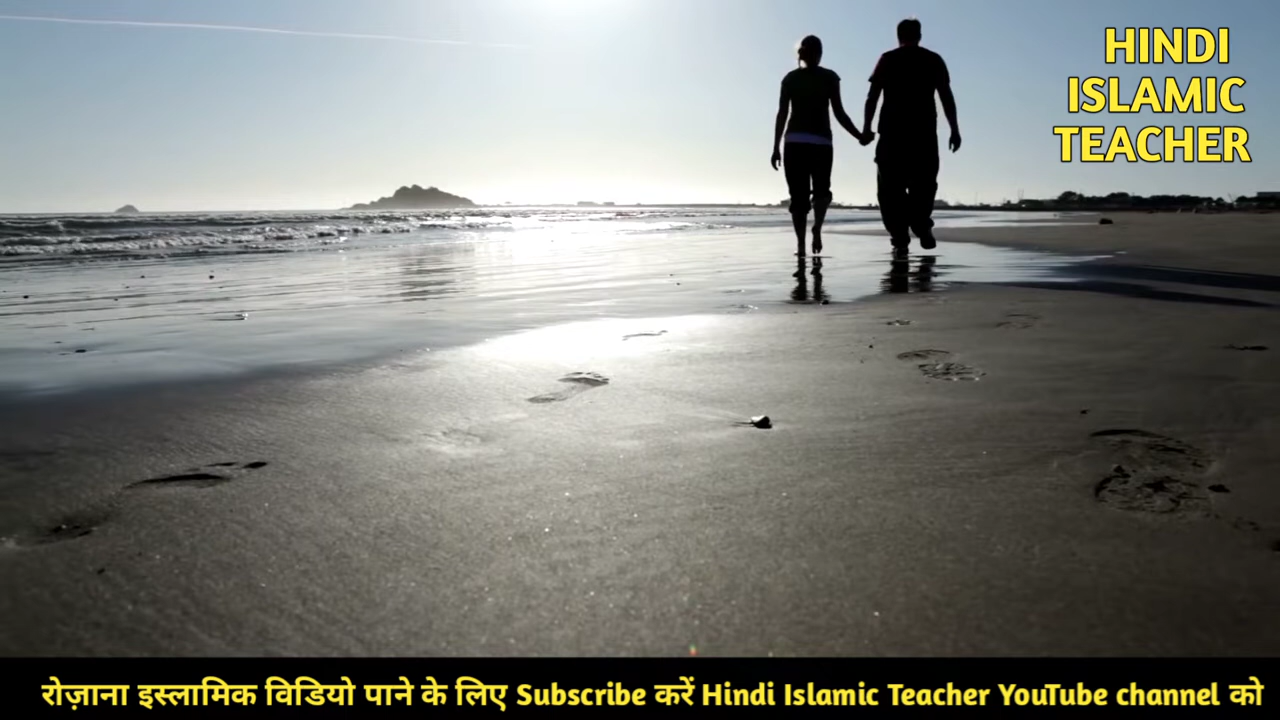 HINDI
ISLAMIC
TEACHER
रोज़ाना इस्लामिक विडियो पाने के लिए Subscribe करें Hindi Islamic Teacher YouTube channel को